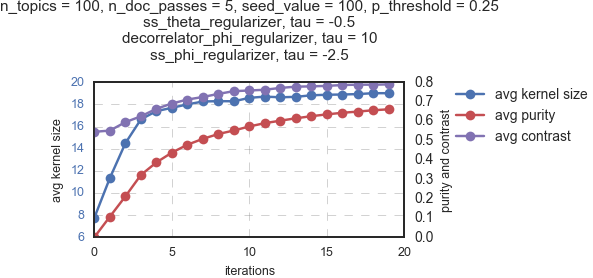 n_topics = 100, n_doc_passes = 5, seed_value = 100, p_threshold = 0.25
ss_theta_regularizer, tau = -0.5
decorrelator_phi_regularizer, tau = 10
ss_phi_regularizer, tau = -2.5
20
18
16
14
12
10
8
6
avg kernel size
0
5
10
15
20
iterations
0.8
0.7
0.6
0.5
0.4
0.3
0.2
0.1
0.0
purity and contrast
avg kernel size
avg purity
avg contrast